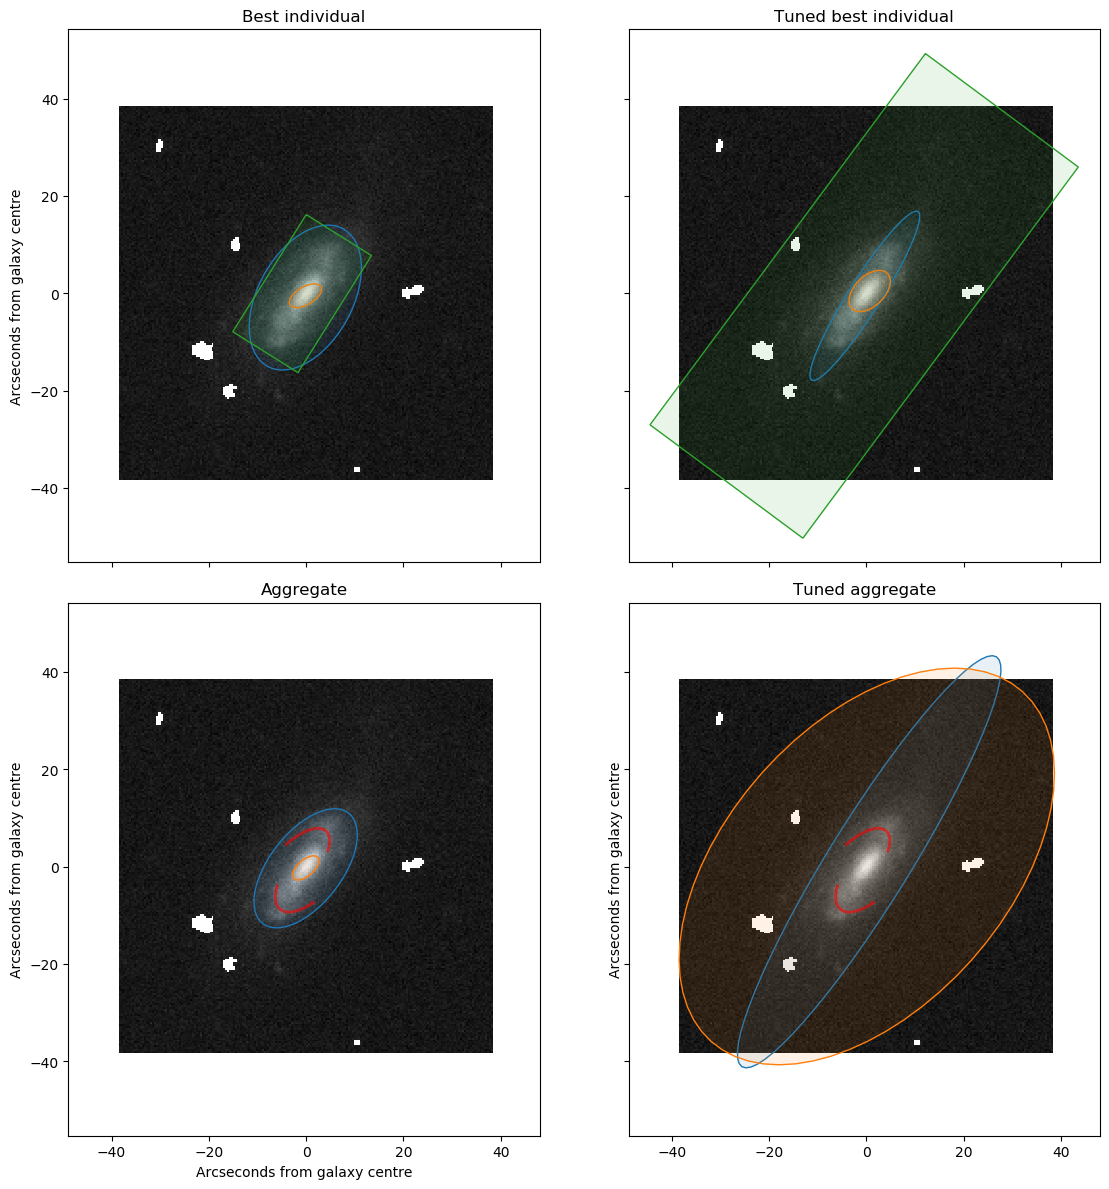 Best individual
Tuned best individual
40
20
0
−20
−40
Arcseconds from galaxy centre
Aggregate
Tuned aggregate
40
20
0
−20
−40
Arcseconds from galaxy centre
Arcseconds from galaxy centre
−40 −20 0 20 40
−40 −20 0 20 40
Arcseconds from galaxy centre